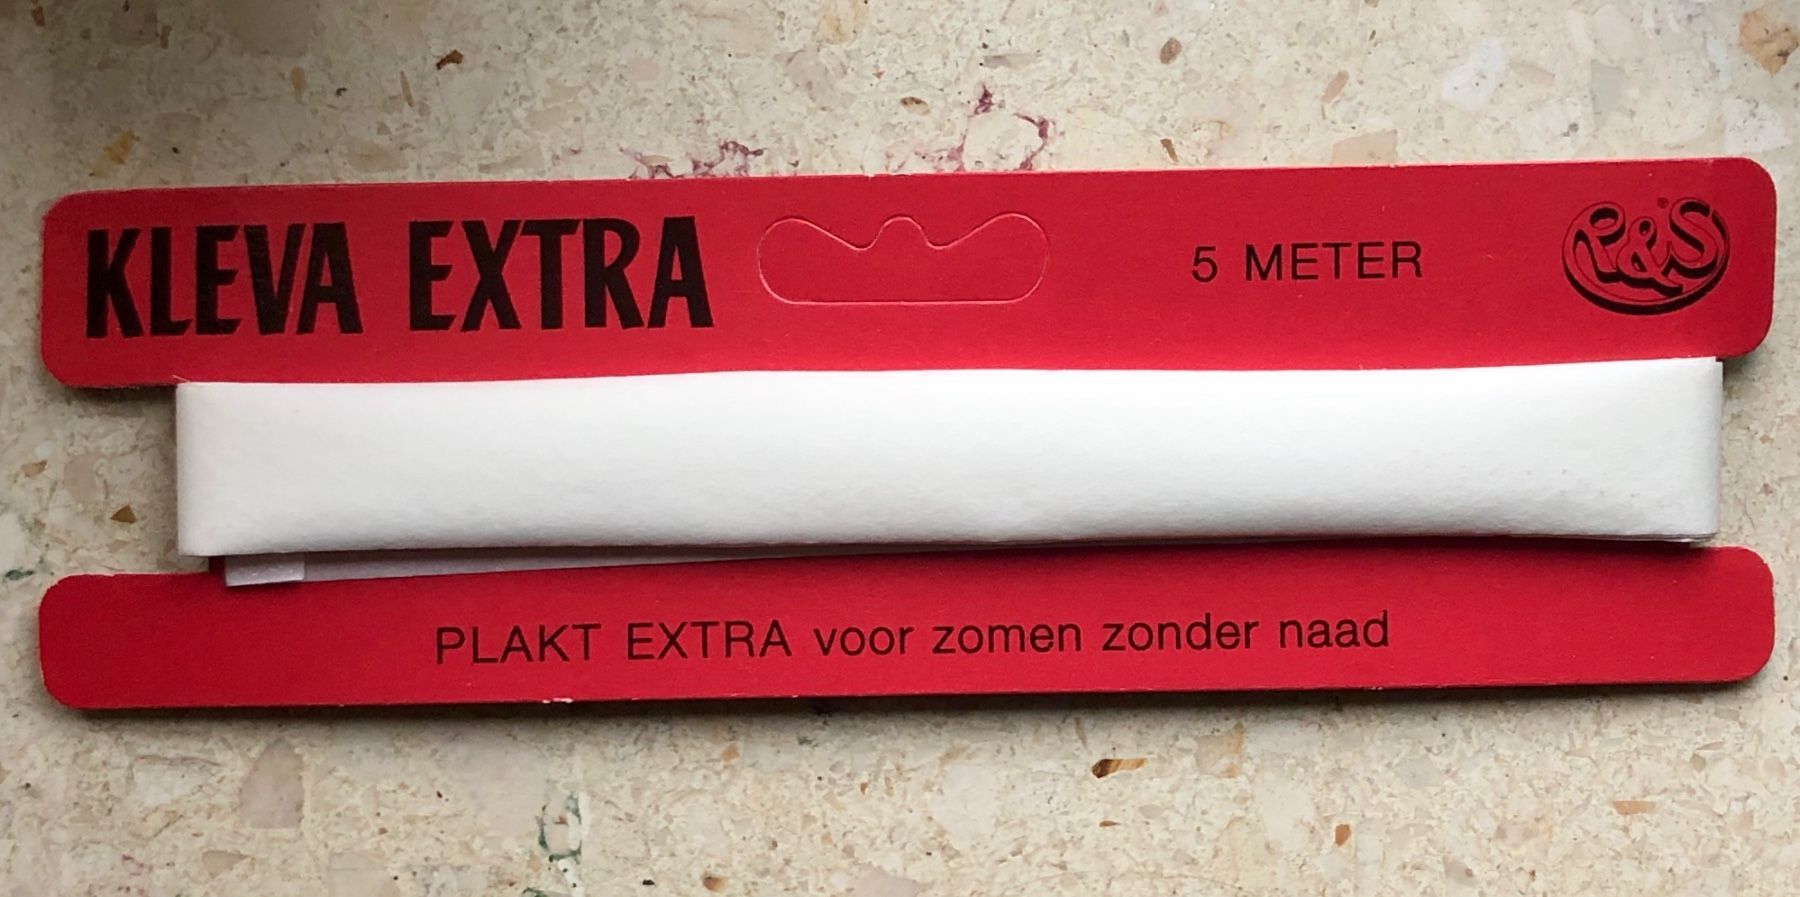 KLEVA EXTRA
5 METER
P&S®
PLAKT EXTRA voor zomen zonder naad